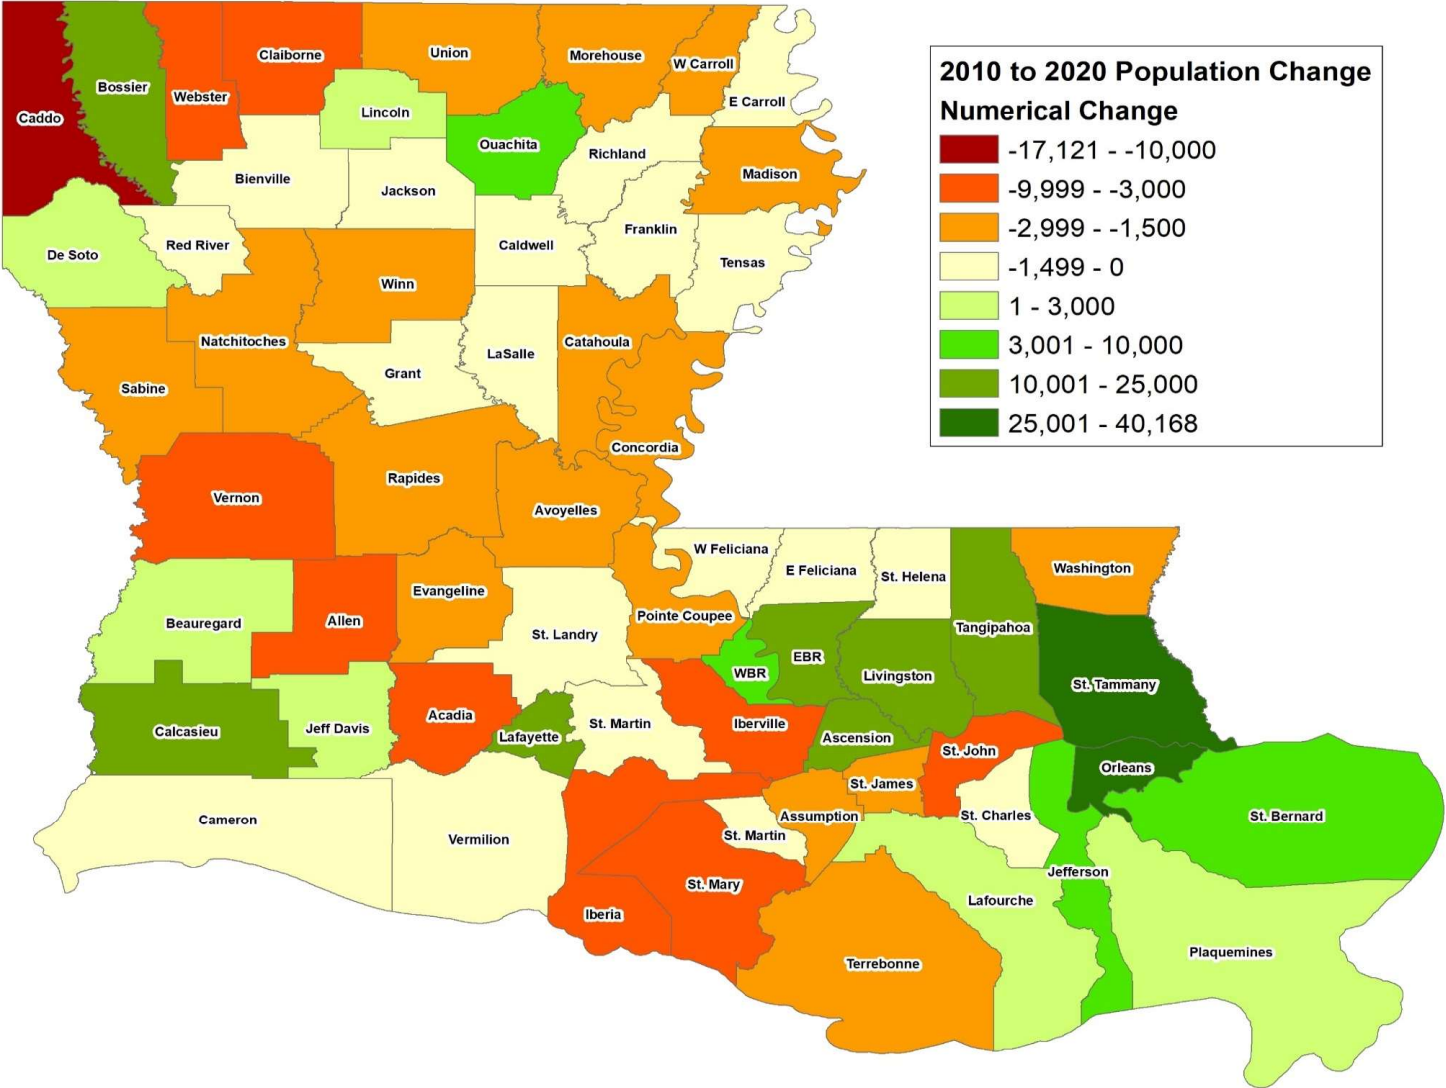 2010 to 2020 Population Change
Numerical Change
-17,121 - -10,000
-9,999 - -3,000
-2,999 - -1,500
-1,499 - 0
1 - 3,000
3,001 - 10,000
10,001 - 25,000
25,001 - 40,168
Caddo
Bossier
Webster
Claiborne
Union
Morehouse
W Carroll
E Carroll
Lincoln
Ouachita
Richland
Madison
Bienville
Jackson
De Soto
Red River
Caldwell
Franklin
Tensas
Winn
Natchitoches
Catahoula
LaSalle
Grant
Sabine
Concordia
Rapides
Vernon
Avoyelles
W Feliciana
E Feliciana
St. Helena
Washington
Evangeline
Beauregard
Allen
Pointe Coupee
Tangipahoa
St. Landry
EBR
WBR
Livingston
St. Tammany
Acadia
Calcasieu
Jeff Davis
Lafayette
St. Martin
Iberville
Ascension
St. John
Orleans
St. James
Cameron
Vermilion
Assumption
St. Charles
St. Bernard
St. Martin
Jefferson
St. Mary
Lafourche
Iberia
Plaquemines
Terrebonne